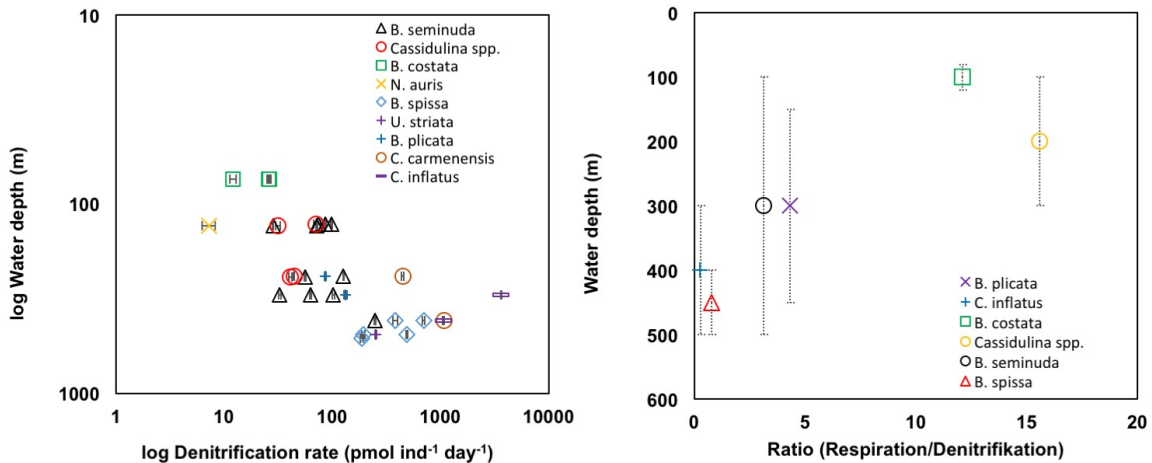 10
100
1000
1
10
100
1000
10000
log Water depth (m)
log Denitrification rate (pmol ind⁻¹ day⁻¹)
B. seminuda
Cassidulina spp.
B. costata
N. auris
B. spissa
U. striata
B. plicata
C. carmenensis
C. inflatus
0
100
200
300
400
500
600
0
5
10
15
20
Water depth (m)
Ratio (Respiration/Denitrifikation)
B. plicata
C. inflatus
B. costata
Cassidulina spp.
B. seminuda
B. spissa